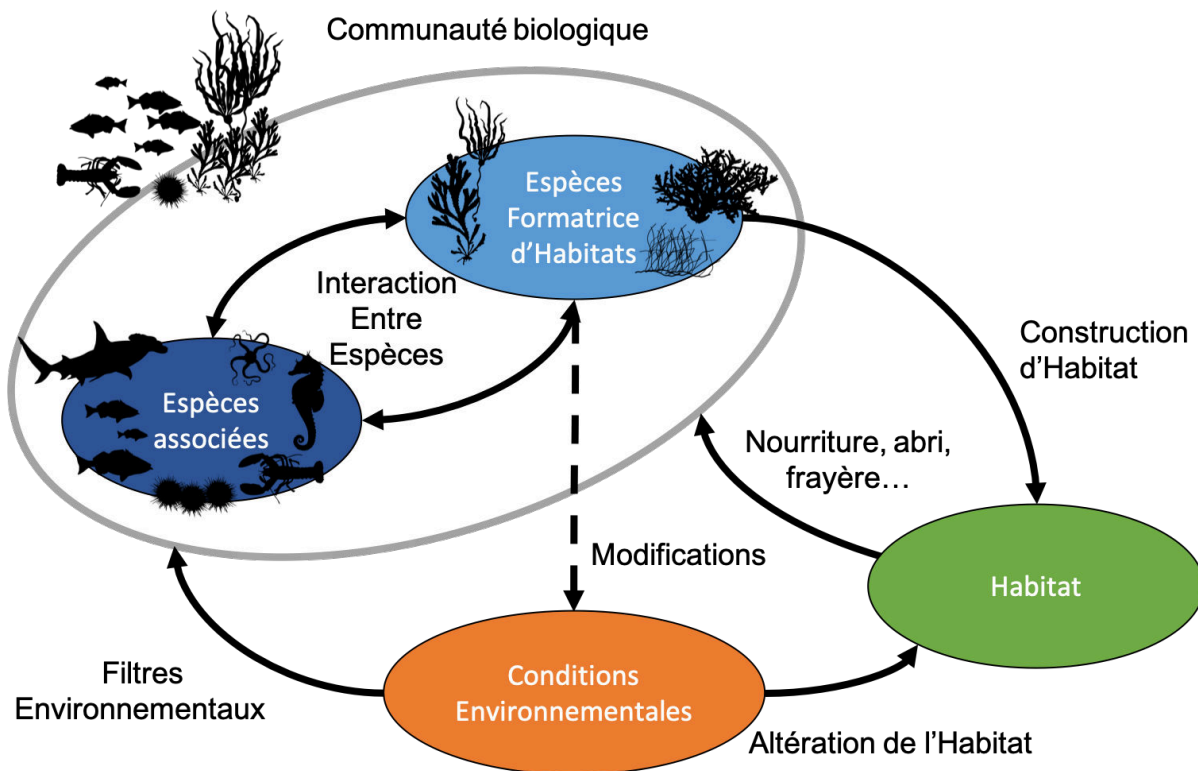 Communauté biologique
Espèces
Formatrice
d'Habitats
Interaction
Entre
Espèces
Espèces
associées
Construction
d'Habitat
Nourriture, abri,
frayère…
Modifications
Habitat
Filtres
Environnementaux
Conditions
Environnementales
Altération de l'Habitat